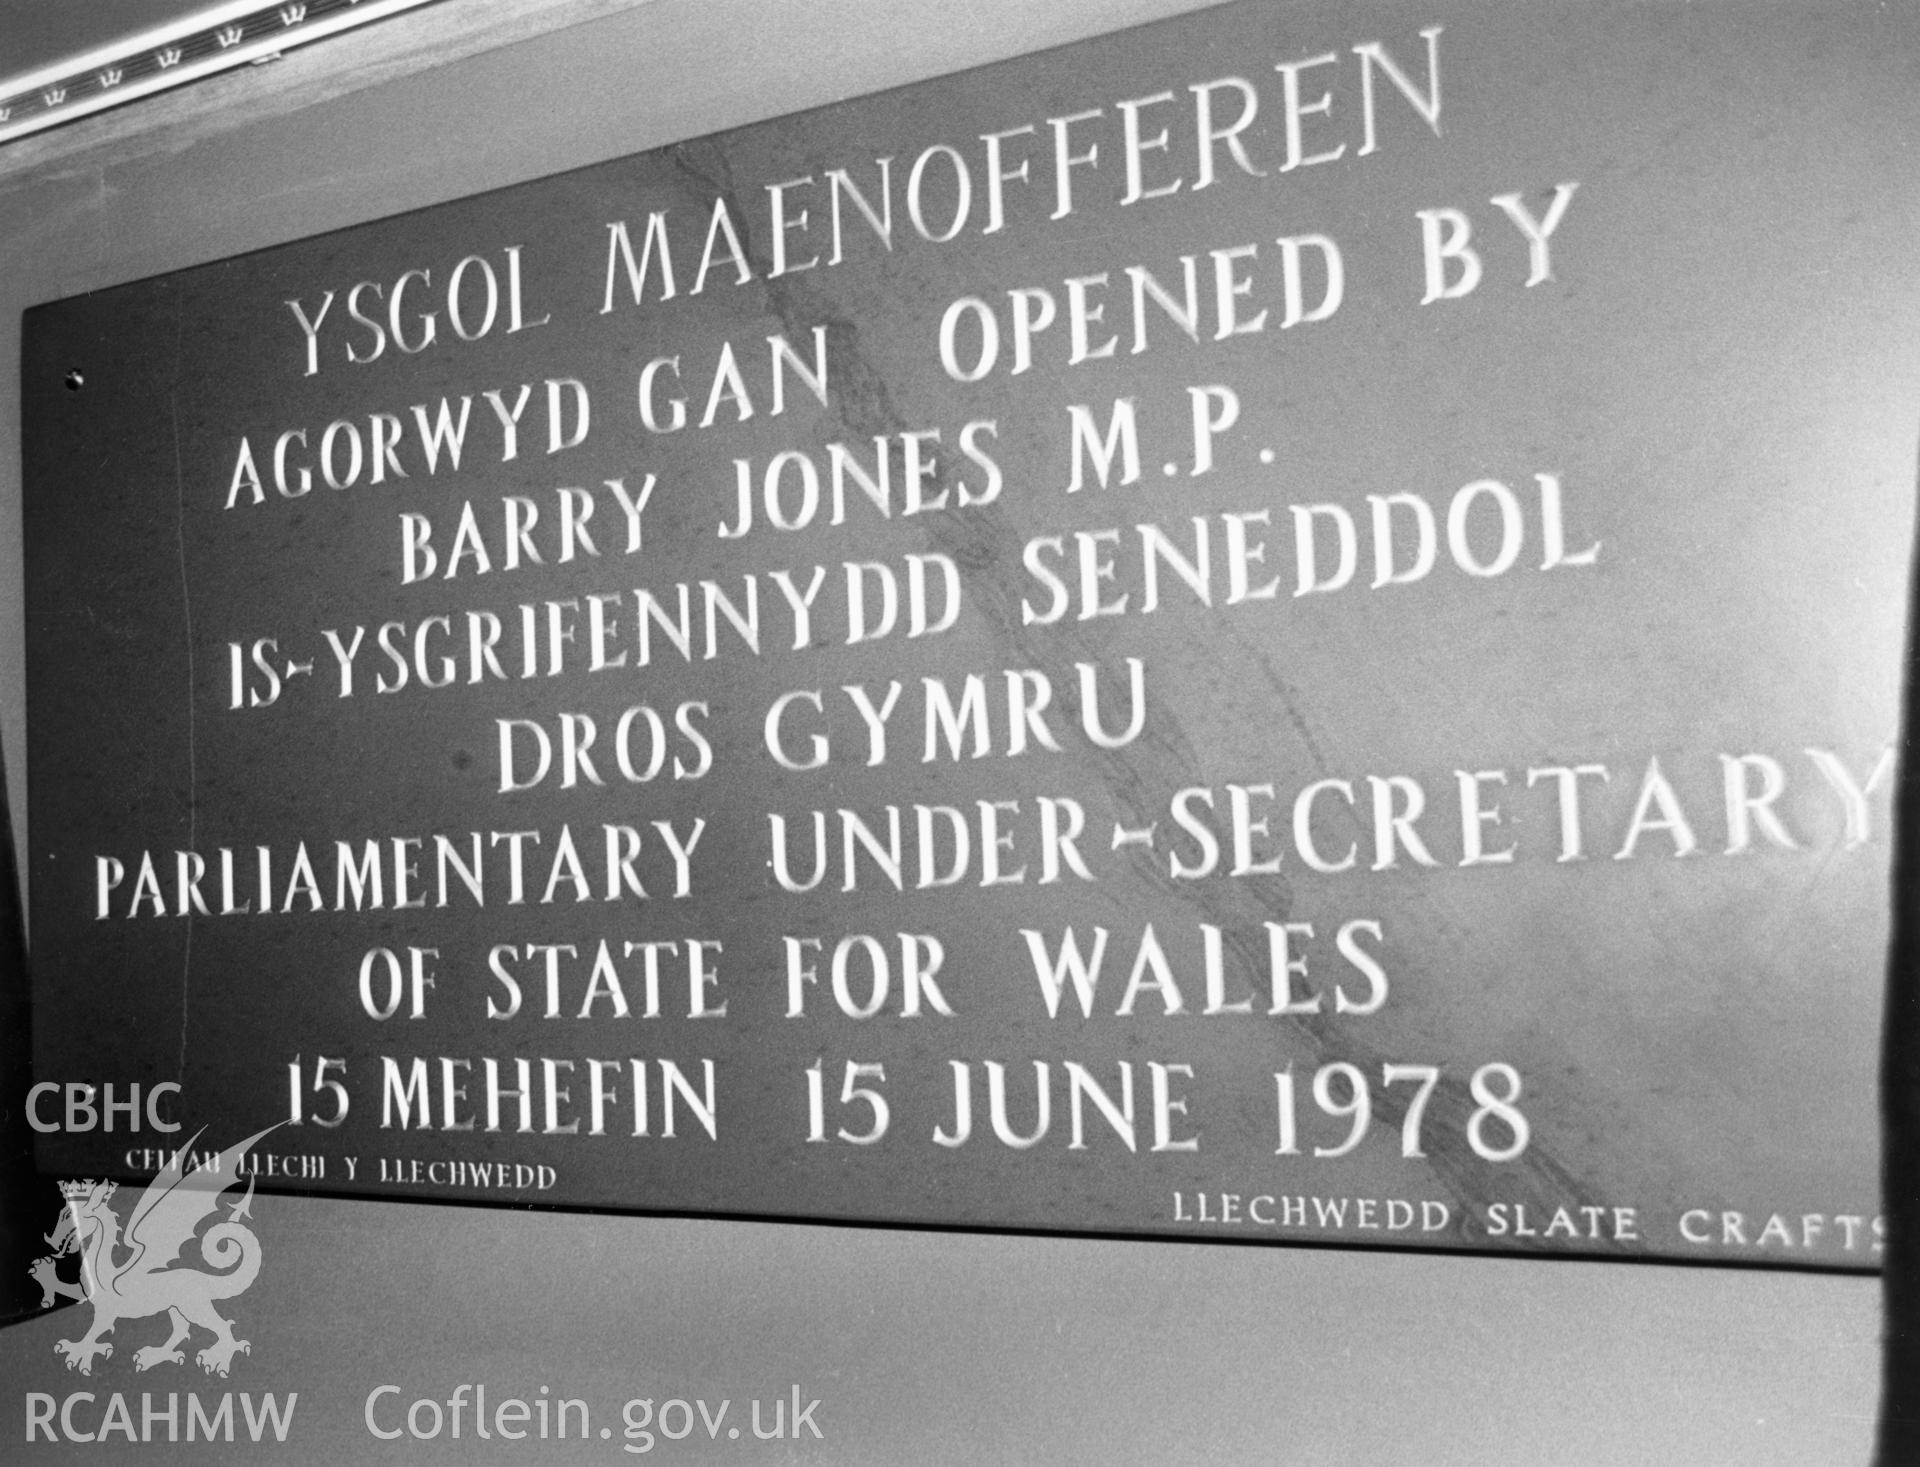 YSGOL MAENOFFEREN
AGORWYD GAN OPENED BY
BARRY JONES M.P.
IS-YSGRIFENNYDD SENEDDOL
DROS GYMRU
PARLIAMENTARY UNDER-SECRETARY
OF STATE FOR WALES
15 MEHEFIN 15 JUNE 1978
LLECHI Y LLECHWEDD
LLECHWEDD SLATE CRAFTS
CBHC
RCAHMW
Coflein.gov.uk